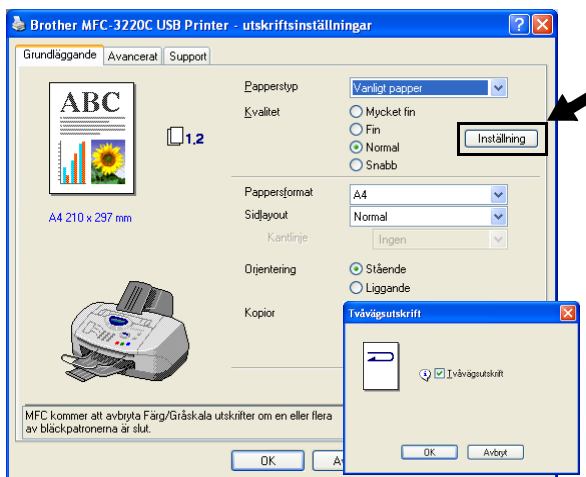 Brother MFC-3220C USB Printer - utskriftsinställningar
Grundläggande Avancerat Support
Papperstyp Vanligt papper
ABC
1,2
A4 210 x 297 mm
Kvalitet Mycket fin
Fin
Normal
Snabb
Inställning
Pappersformat A4
Sidlayout Normal
Kantlinje Ingen
Orientering Stående
Liggande
Kopior
Tvåvägsutskrift
Tvåvägsutskrift
OK Avbryt
MFC kommer att avbryta Färg/Gråskala utskrifter om en eller flera
av bläckpatronerna är slut.
OK